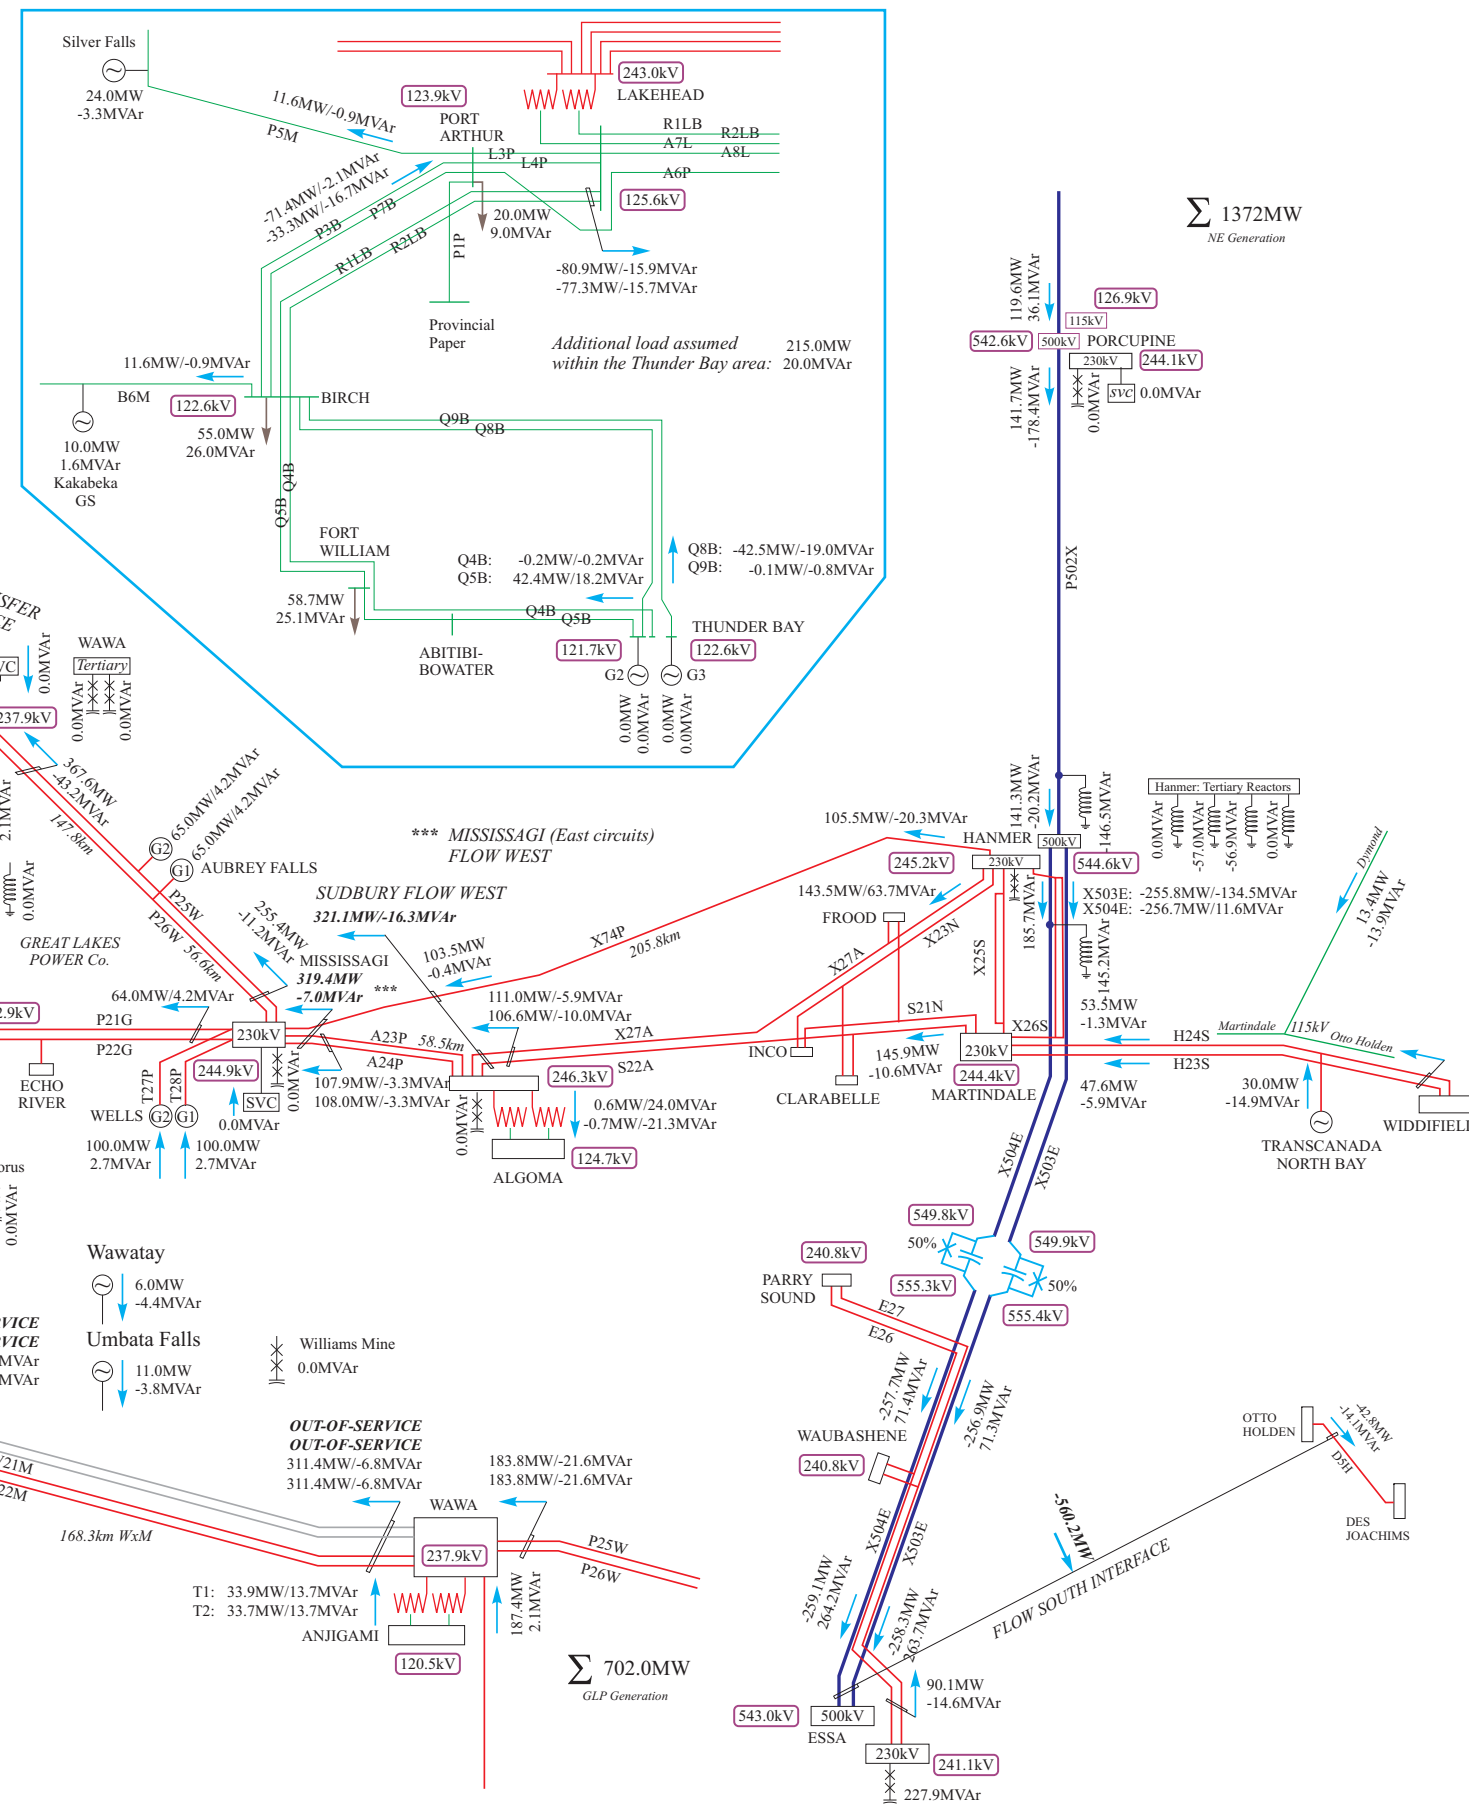 Silver Falls
24.0MW
-3.3MVAr
11.6MW/-0.9MVAr
P5M
123.9kV
PORT
ARTHUR
243.0kV
LAKEHEAD
R1LB
R2LB
A7L
A8L
L3P
L4P
A6P
125.6kV
-71.4MW/-2.1MVAr
-33.3MW/-16.7MVAr
P3B
P7B
R1LB
R2LB
P1P
20.0MW
9.0MVAr
-80.9MW/-15.9MVAr
-77.3MW/-15.7MVAr
Provincial
Paper
Additional load assumed
within the Thunder Bay area:
215.0MW
20.0MVAr
11.6MW/-0.9MVAr
B6M
122.6kV
BIRCH
10.0MW
1.6MVAr
Kakabeka
GS
55.0MW
26.0MVAr
Q9B
Q8B
Q5B
Q4B
FORT
WILLIAM
58.7MW
25.1MVAr
Q4B: -0.2MW/-0.2MVAr
Q5B: 42.4MW/18.2MVAr
Q8B: -42.5MW/-19.0MVAr
Q9B: -0.1MW/-0.8MVAr
Q4B
Q5B
ABITIBI-
BOWATER
THUNDER BAY
121.7kV
122.6kV
G2
G3
0.0MW
0.0MVAr
0.0MW
0.0MVAr
Σ 1372MW
NE Generation
119.6MW
36.1MVAr
126.9kV
115kV
542.6kV
500kV
PORCUPINE
230kV
244.1kV
141.7MW
-178.4MVAr
0.0MVAr
SVC
0.0MVAr
P502X
0.0MVAr
WAWA
Tertiary
237.9kV
0.0MVAr
0.0MVAr
367.6MW
-43.2MVAr
147.8km
2.1MVAr
0.0MVAr
G2
65.0MW/4.2MVAr
G1
65.0MW/4.2MVAr
AUBREY FALLS
P25W
P26W
56.6km
GREAT LAKES
POWER Co.
255.4MW
-11.2MVAr
*** MISSISSAGI (East circuits)
FLOW WEST
SUDBURY FLOW WEST
321.1MW/-16.3MVAr
MISSISSAGI
319.4MW
-7.0MVAr
***
103.5MW
-0.4MVAr
X74P
205.8km
105.5MW/-20.3MVAr
141.3MW
-20.2MVAr
-146.5MVAr
HANMER
500kV
245.2kV
230kV
544.6kV
Hanmer: Tertiary Reactors
0.0MVAr
-57.0MVAr
-56.9MVAr
0.0MVAr
143.5MW/63.7MVAr
185.7MVAr
X503E: -255.8MW/-134.5MVAr
X504E: -256.7MW/11.6MVAr
FROOD
X27A
X23N
X25S
-145.2MVAr
Dymond
13.4MW
-13.9MVAr
64.0MW/4.2MVAr
P21G
P22G
230kV
ECHO
RIVER
244.9kV
SVC
0.0MVAr
0.0MVAr
T27P
T28P
WELLS
G2
G1
100.0MW
2.7MVAr
100.0MW
2.7MVAr
A23P
A24P
58.5km
107.9MW/-3.3MVAr
108.0MW/-3.3MVAr
111.0MW/-5.9MVAr
106.6MW/-10.0MVAr
X27A
S22A
246.3kV
0.0MVAr
0.6MW/24.0MVAr
-0.7MW/-21.3MVAr
124.7kV
ALGOMA
S21N
INCO
CLARABELLE
145.9MW
-10.6MVAr
X26S
230kV
244.4kV
MARTINDALE
53.5MW
-1.3MVAr
47.6MW
-5.9MVAr
H24S
H23S
Martindale
115kV
Otto Holden
30.0MW
-14.9MVAr
TRANSCANADA
NORTH BAY
X504E
X503E
0.0MVAr
Wawatay
6.0MW
-4.4MVAr
Umbata Falls
11.0MW
-3.8MVAr
Williams Mine
0.0MVAr
549.8kV
50%
549.9kV
555.3kV
50%
555.4kV
240.8kV
PARRY
SOUND
E27
E26
-257.7MW
71.4MVAr
-256.9MW
71.3MVAr
WAUBASHENE
240.8kV
OTTO
HOLDEN
-42.8MW
-14.1MVAr
D5H
DES
JOACHIMS
OUT-OF-SERVICE
OUT-OF-SERVICE
311.4MW/-6.8MVAr
311.4MW/-6.8MVAr
183.8MW/-21.6MVAr
183.8MW/-21.6MVAr
168.3km WxM
WAWA
237.9kV
P25W
P26W
T1: 33.9MW/13.7MVAr
T2: 33.7MW/13.7MVAr
ANJIGAMI
120.5kV
187.4MW
2.1MVAr
Σ 702.0MW
GLP Generation
X504E
X503E
-259.1MW
264.2MVAr
-258.3MW
263.7MVAr
-560.2MW
FLOW SOUTH INTERFACE
90.1MW
-14.6MVAr
543.0kV
500kV
ESSA
230kV
241.1kV
227.9MVAr